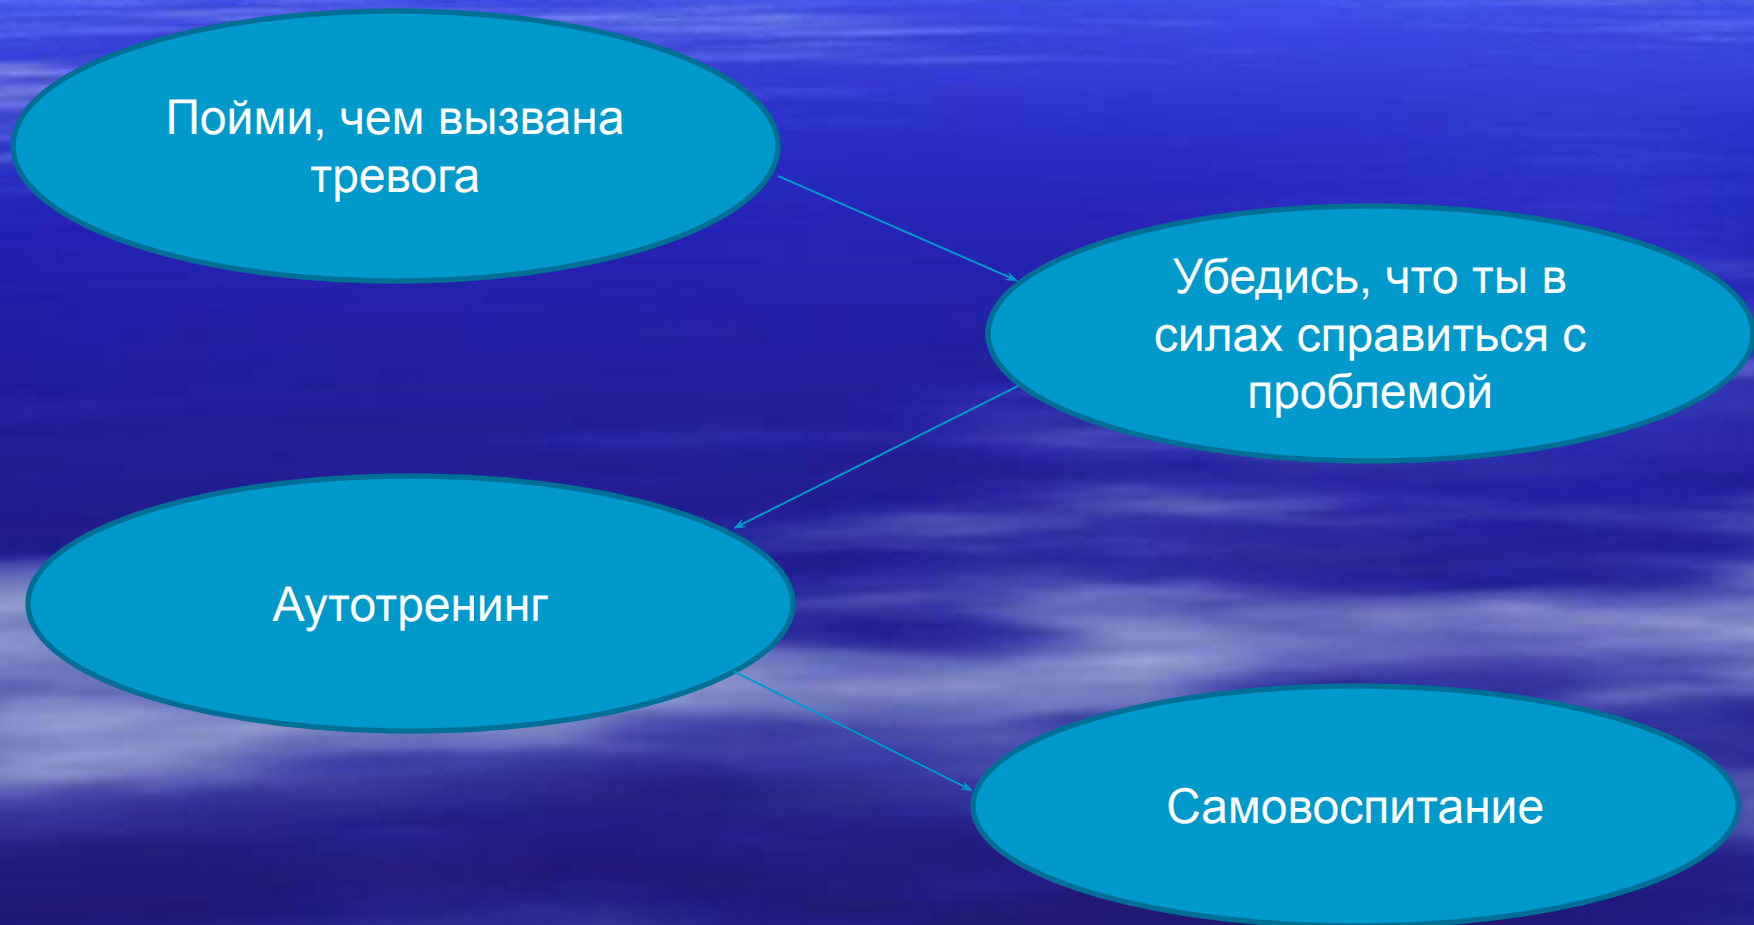 Пойми, чем вызвана
тревога
Убедись, что ты в
силах справиться с
проблемой
Аутотренинг
Самовоспитание